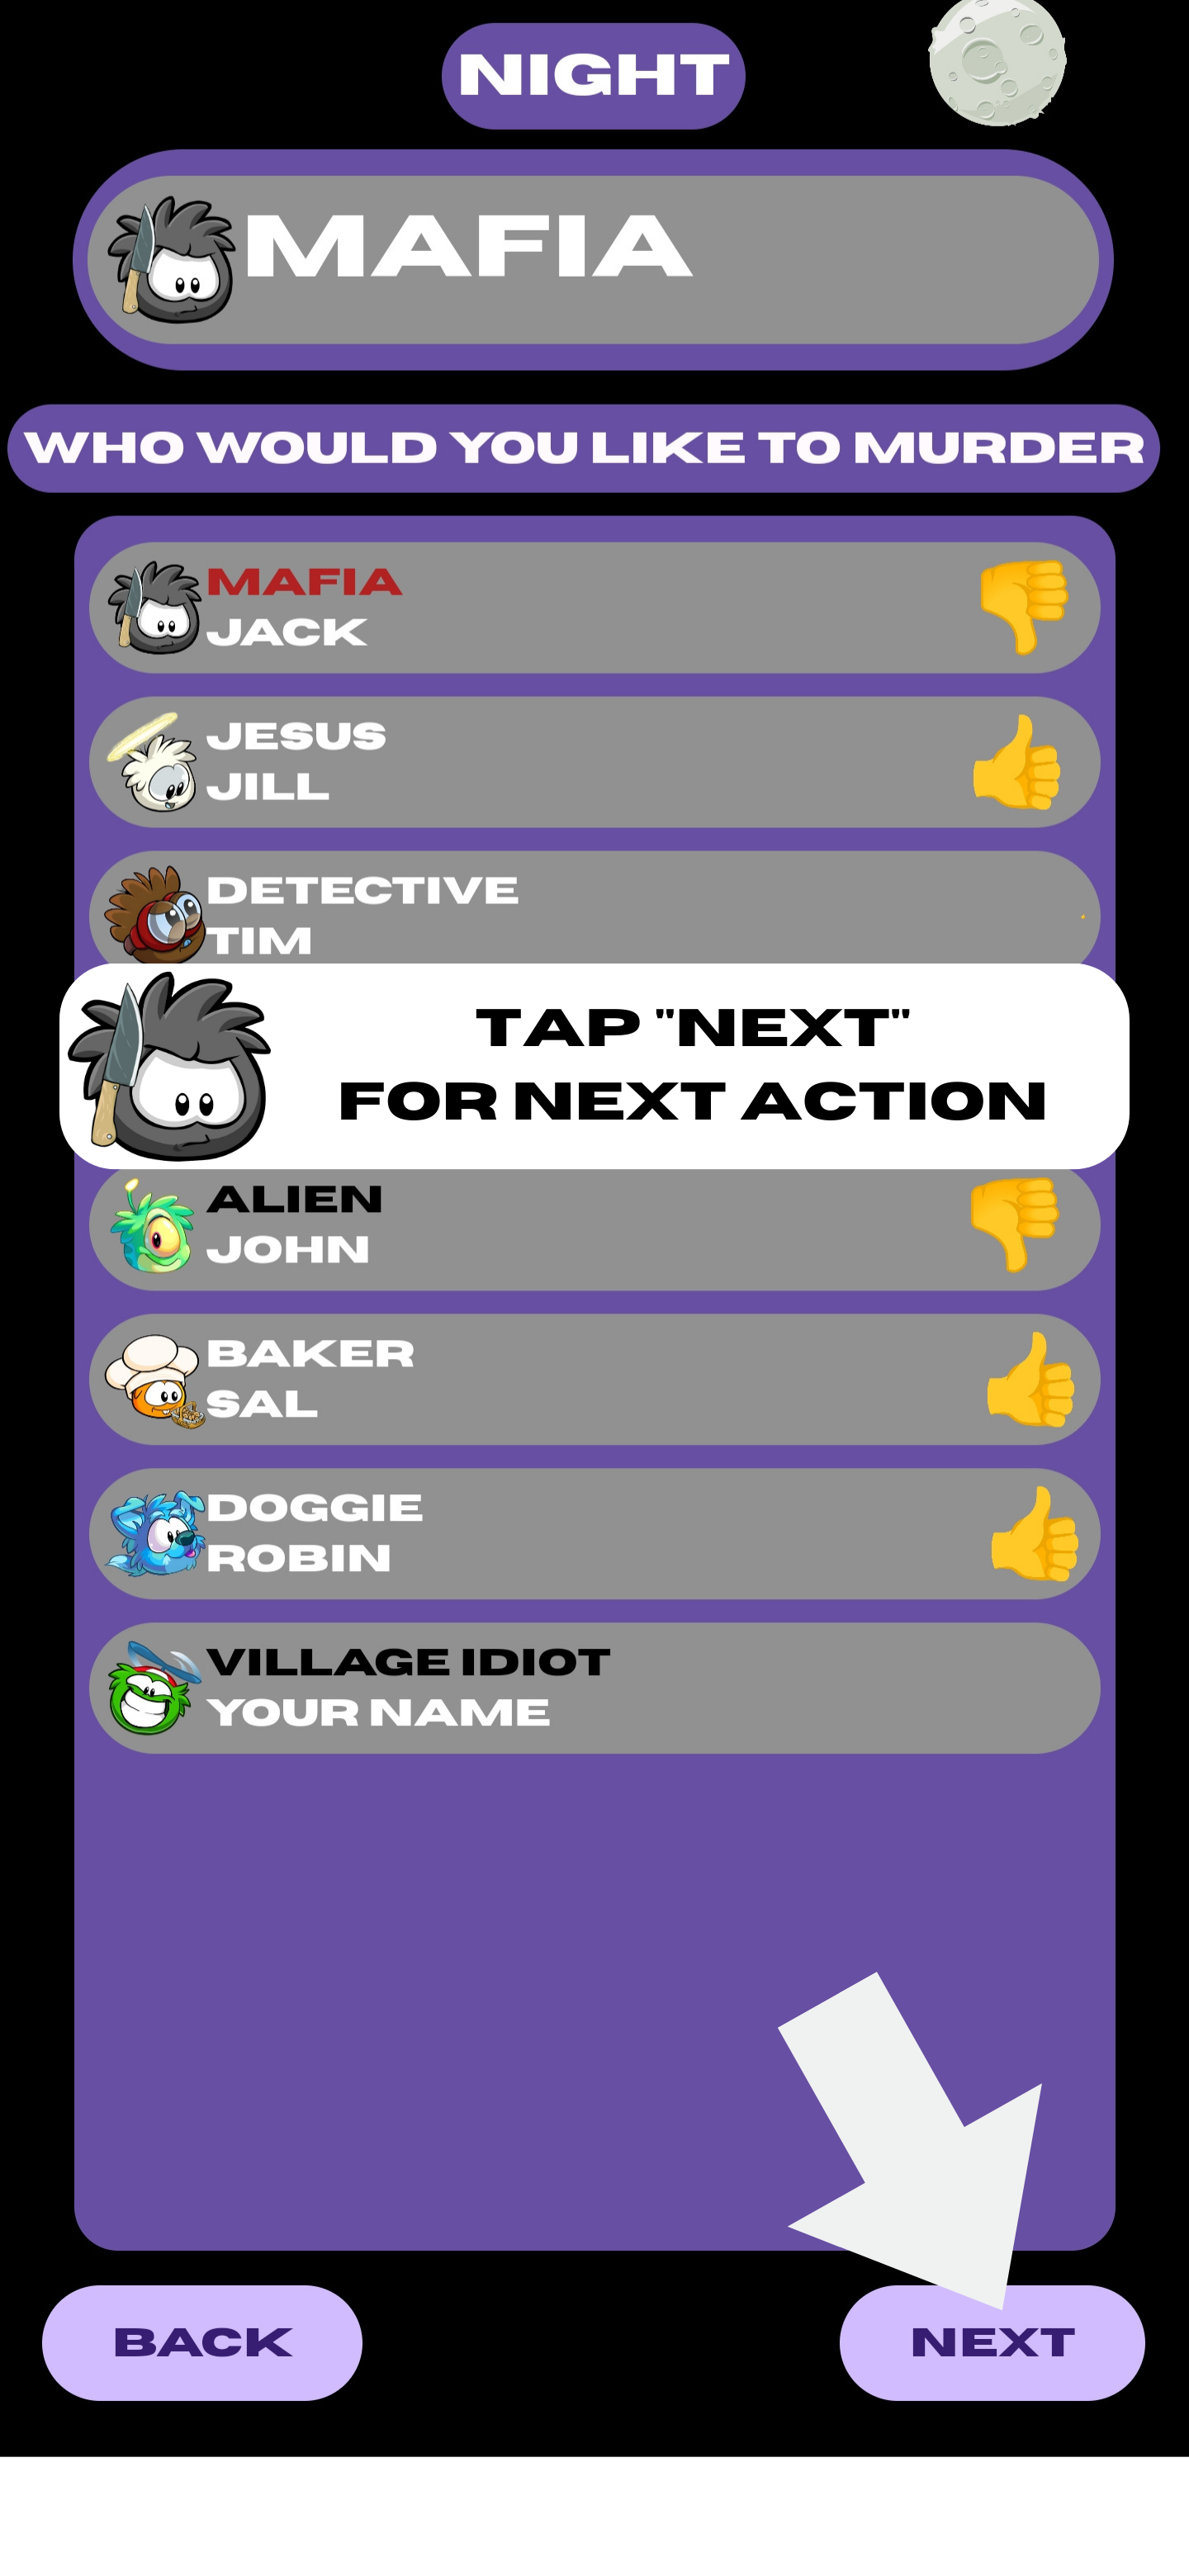 NIGHT
MAFIA
WHO WOULD YOU LIKE TO MURDER
MAFIA
JACK
JESUS
JILL
DETECTIVE
TIM
TAP "NEXT"
FOR NEXT ACTION
ALIEN
JOHN
BAKER
SAL
DOGGIE
ROBIN
VILLAGE IDIOT
YOUR NAME
BACK
NEXT